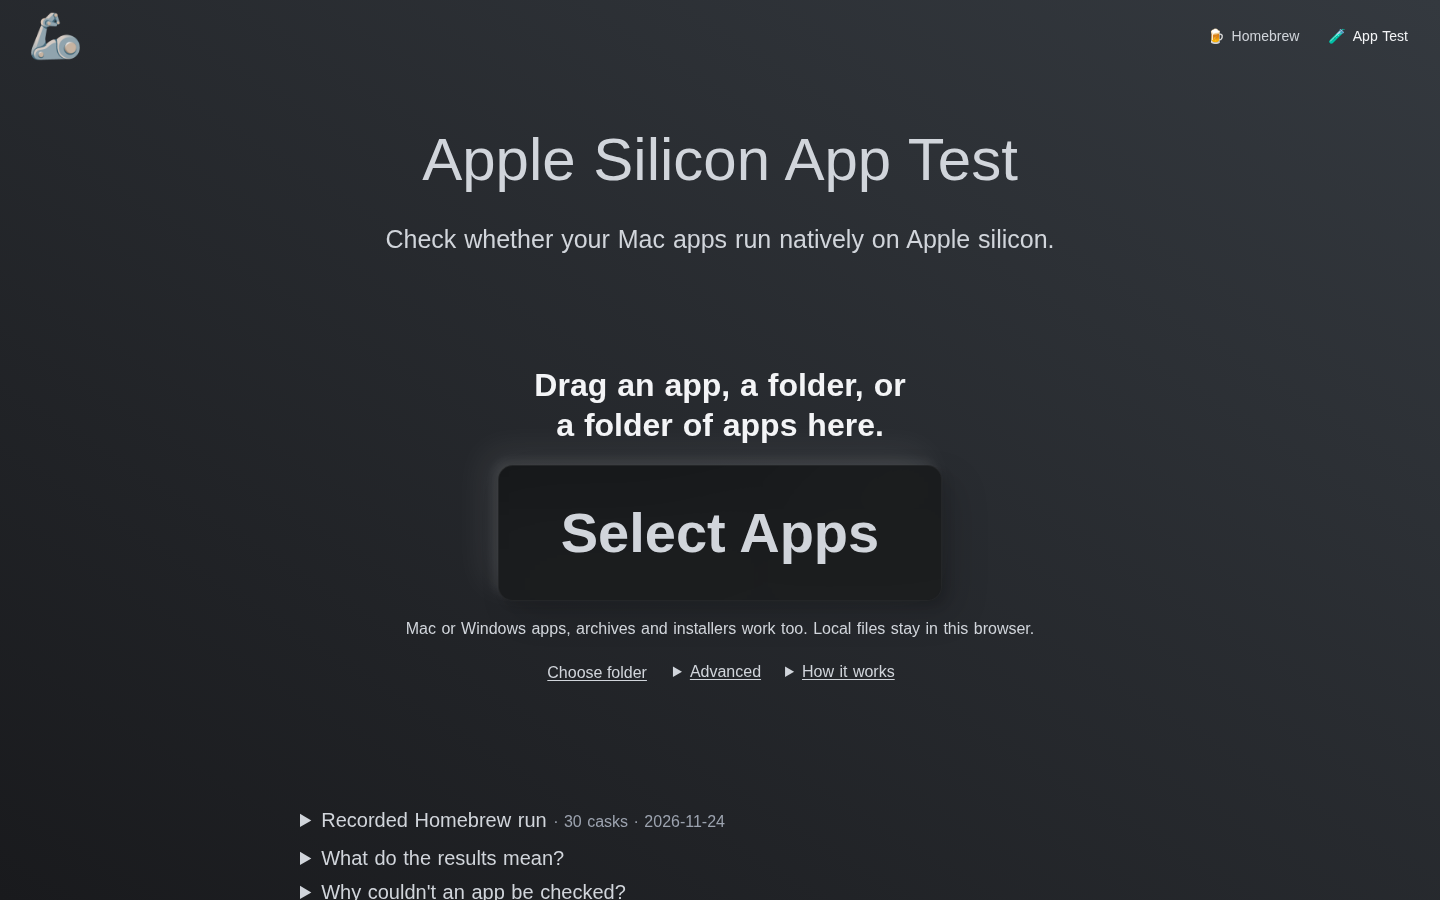 Homebrew
App Test
Apple Silicon App Test
Check whether your Mac apps run natively on Apple silicon.
Drag an app, a folder, or
a folder of apps here.
Select Apps
Mac or Windows apps, archives and installers work too. Local files stay in this browser.
Choose folder
Advanced
How it works
Recorded Homebrew run · 30 casks · 2026-11-24
What do the results mean?
Why couldn't an app be checked?